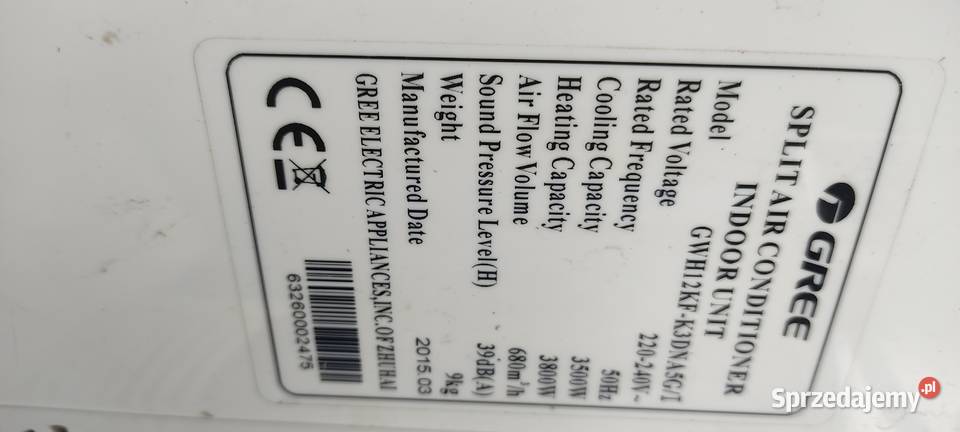 GREE
SPLIT AIR CONDITIONER
INDOOR UNIT
Model GWH12KF-K3DNA5G/I
Rated Voltage 220-240V~
Rated Frequency 50Hz
Cooling Capacity 3500W
Heating Capacity 3800W
Air Flow Volume 680m³/h
Sound Pressure Level(H) 39dB(A)
Weight 9kg
Manufactured Date 2015.03
GREE ELECTRIC APPLIANCES,INC.OF ZHUHAI
CE
63260002475
Sprzedajemy.pl